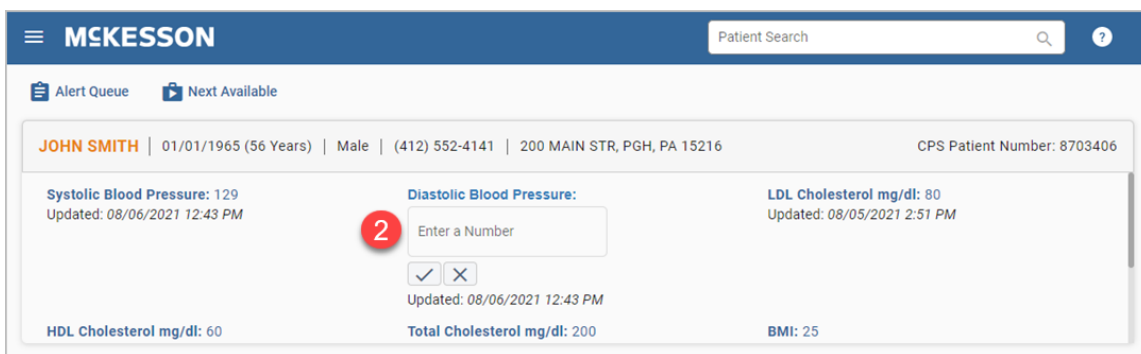 MCKESSON
Patient Search
?
Alert Queue
Next Available
JOHN SMITH | 01/01/1965 (56 Years) | Male | (412) 552-4141 | 200 MAIN STR, PGH, PA 15216
CPS Patient Number: 8703406
Systolic Blood Pressure: 129
Updated: 08/06/2021 12:43 PM
Diastolic Blood Pressure:
2
Enter a Number
Updated: 08/06/2021 12:43 PM
LDL Cholesterol mg/dl: 80
Updated: 08/05/2021 2:51 PM
HDL Cholesterol mg/dl: 60
Total Cholesterol mg/dl: 200
BMI: 25